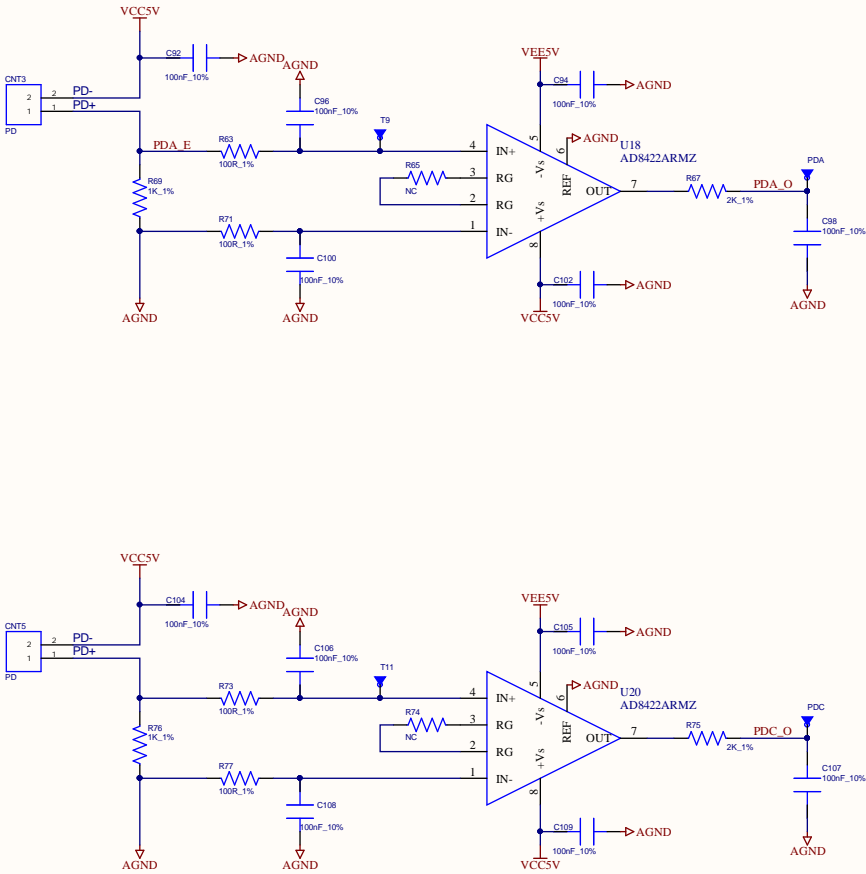 VCC5V
C92
100nF_10%
AGND
AGND
CNT3
2
1
PD
2
PD-
1
PD+
C96
100nF_10%
T9
PDA_E
R63
100R_1%
R69
1K_1%
R65
NC
R71
100R_1%
C100
100nF_10%
AGND
AGND
VEE5V
C94
100nF_10%
AGND
5
6
AGND
U18
AD8422ARMZ
4
IN+
3
RG
2
RG
1
IN-
-Vs
REF
+Vs
OUT
7
8
R67
2K_1%
PDA_O
PDA
C98
100nF_10%
AGND
C102
100nF_10%
AGND
VCC5V
VCC5V
C104
100nF_10%
AGND
AGND
CNT5
2
1
PD
2
PD-
1
PD+
C106
100nF_10%
T11
R73
100R_1%
R76
1K_1%
R74
NC
R77
100R_1%
C108
100nF_10%
AGND
AGND
VEE5V
C105
100nF_10%
AGND
5
6
AGND
U20
AD8422ARMZ
4
IN+
3
RG
2
RG
1
IN-
-Vs
REF
+Vs
OUT
7
8
R75
2K_1%
PDC_O
PDC
C107
100nF_10%
AGND
C109
100nF_10%
AGND
VCC5V